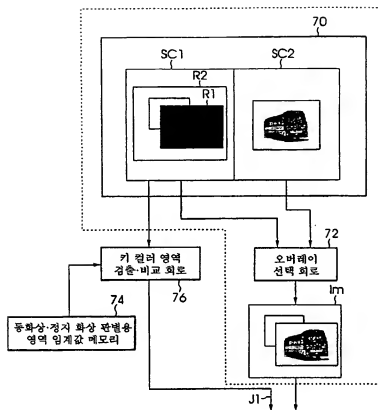 70
SC1
SC2
R2
R1
72
키 컬러 영역
검출·비교 회로
오버레이
선택 회로
74
76
Im
동화상·정지 화상 판별용
영역 임계값 메모리
J1